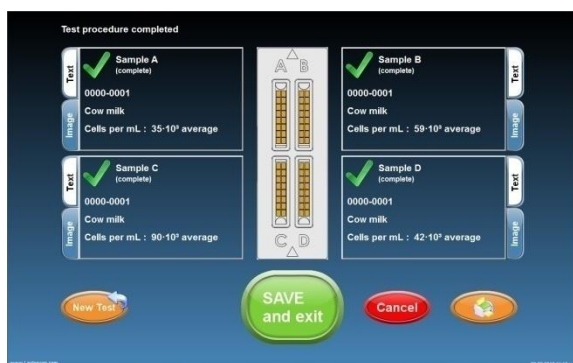 Test procedure completed
Text
Image
Sample A
(complete)
0000-0001
Cow milk
Cells per mL : 35·10³ average
A B
Sample B
(complete)
0000-0001
Cow milk
Cells per mL : 59·10³ average
Text
Image
Text
Image
Sample C
(complete)
0000-0001
Cow milk
Cells per mL : 90·10³ average
C D
Sample D
(complete)
0000-0001
Cow milk
Cells per mL : 42·10³ average
Text
Image
New Test
SAVE
and exit
Cancel